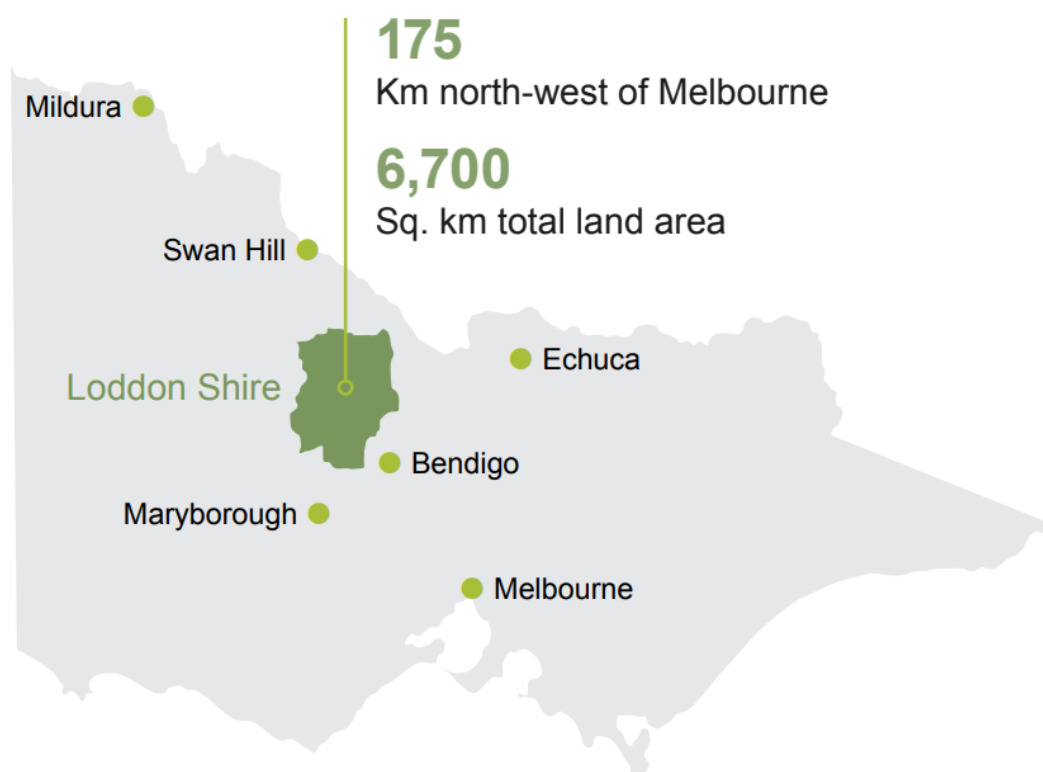 175
Km north-west of Melbourne
Mildura
6,700
Sq. km total land area
Swan Hill
Echuca
Loddon Shire
Bendigo
Maryborough
Melbourne